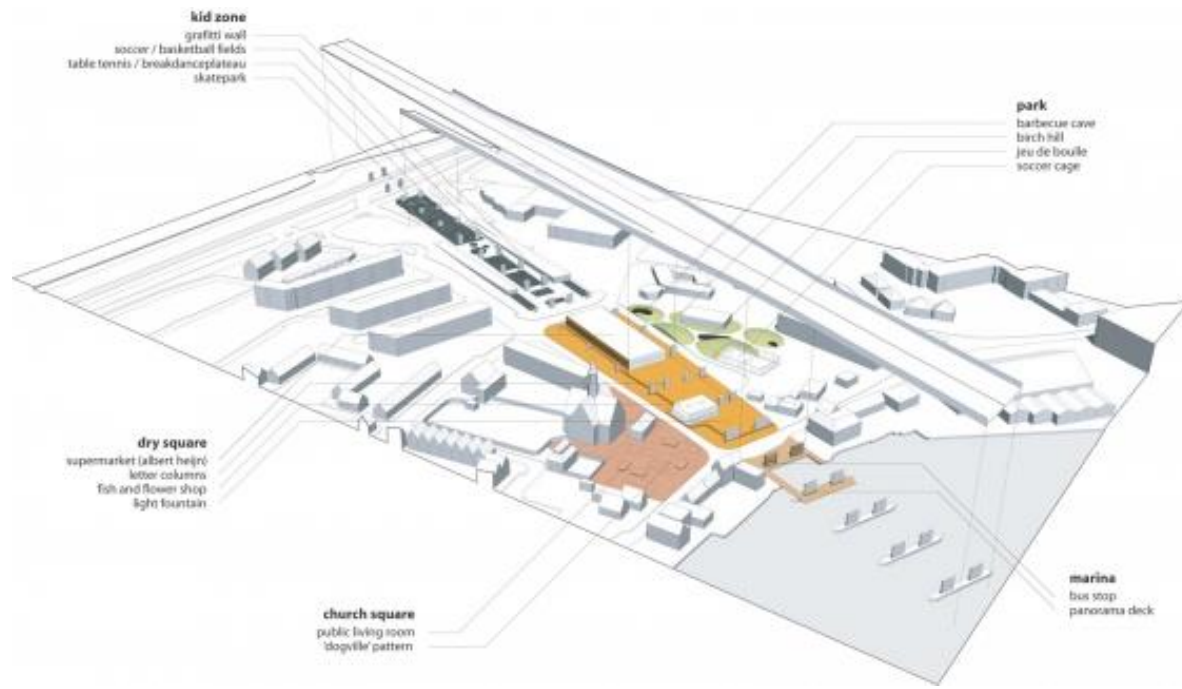 kid zone
grafitti wall
soccer / basketball fields
table tennis / breakdanceplateau
skatepark
park
barbecue cave
birch hill
jeu de boulle
soccer cage
dry square
supermarket (albert heijn)
letter columns
fish and flower shop
light fountain
church square
public living room
'dogville' pattern
marina
bus stop
panorama deck